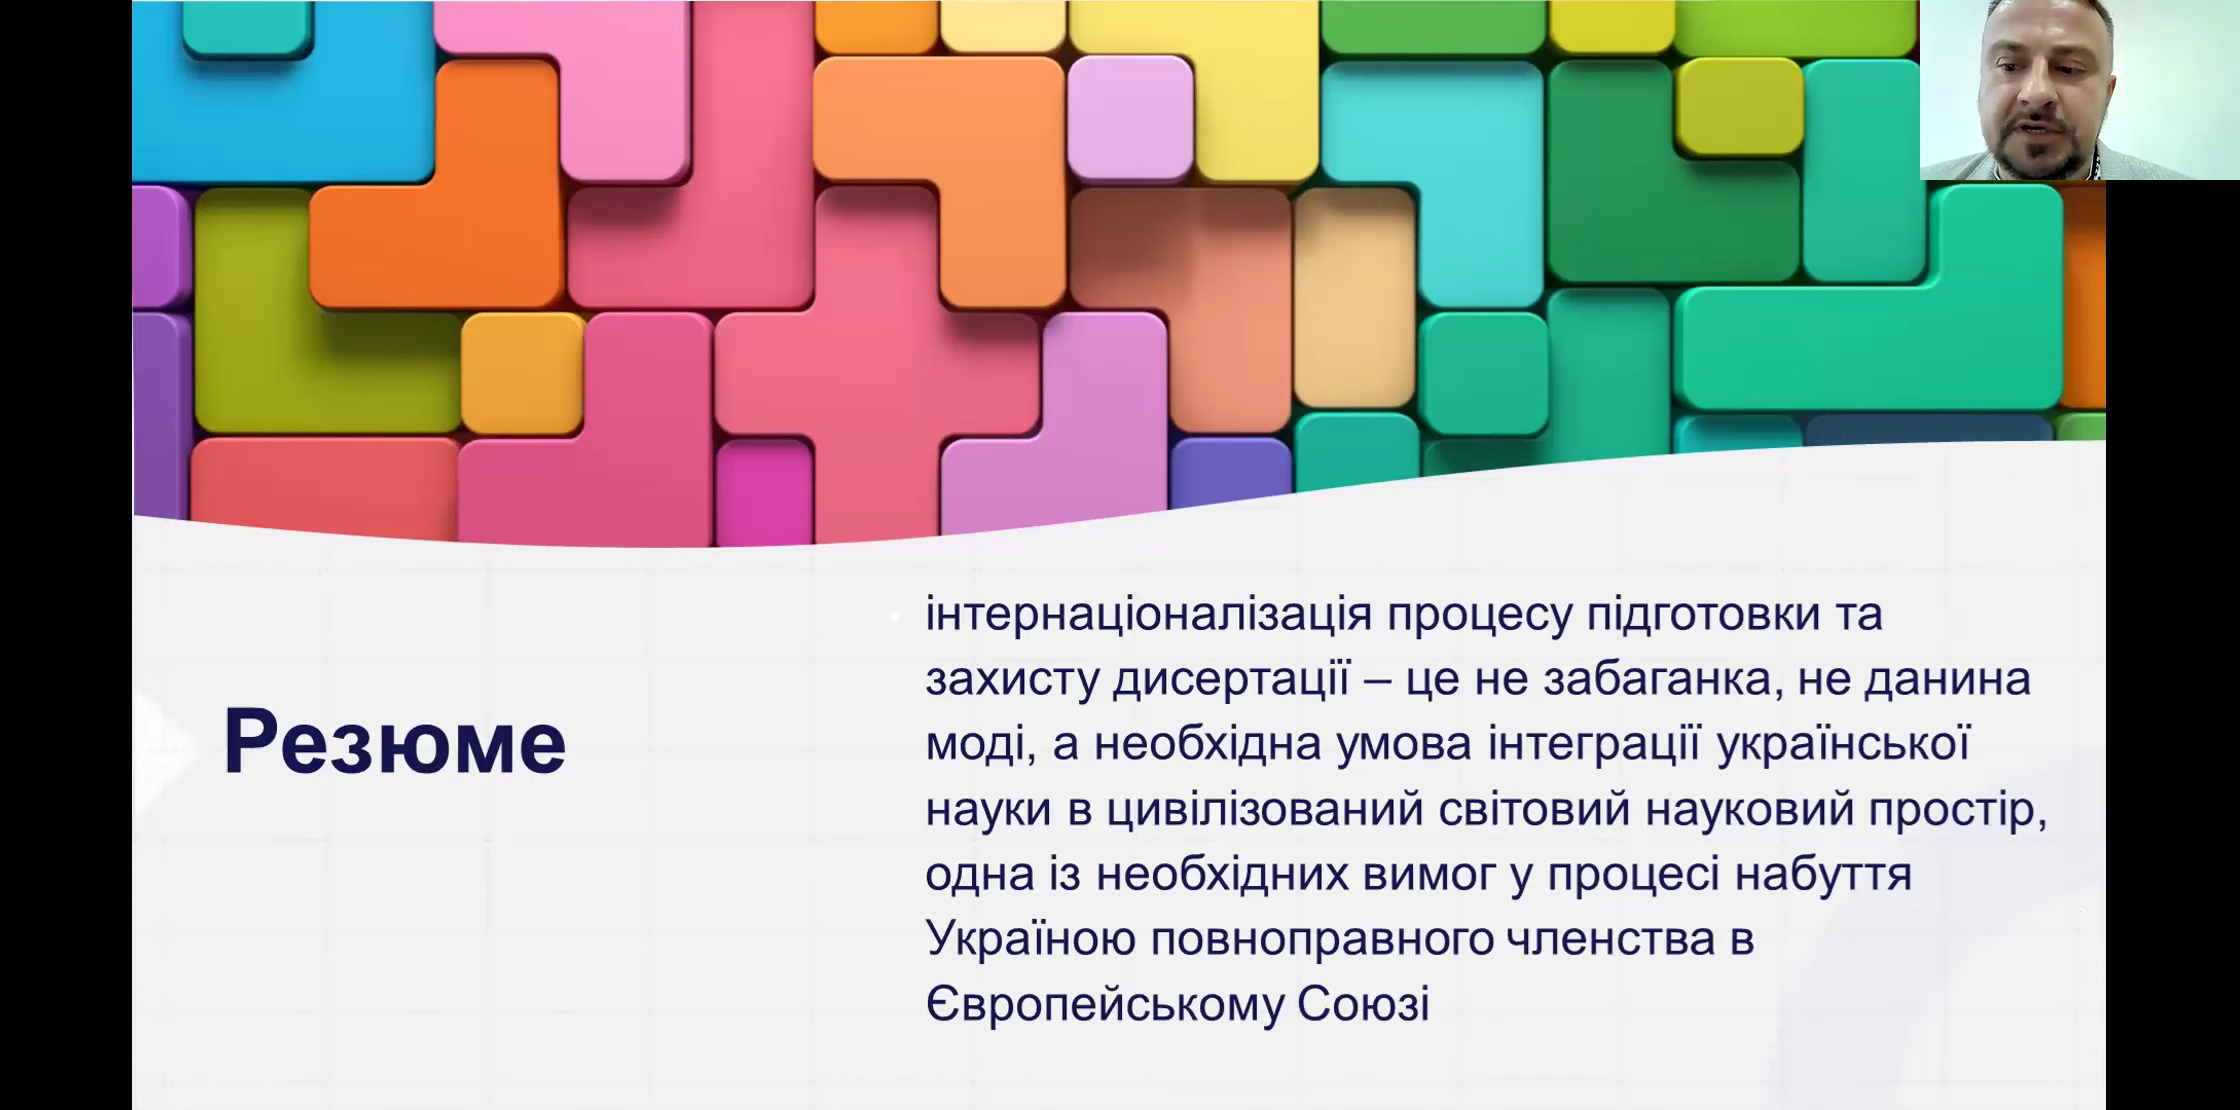 Резюме
інтернаціоналізація процесу підготовки та
захисту дисертації – це не забаганка, не данина
моді, а необхідна умова інтеграції української
науки в цивілізований світовий науковий простір,
одна із необхідних вимог у процесі набуття
Україною повноправного членства в
Європейському Союзі